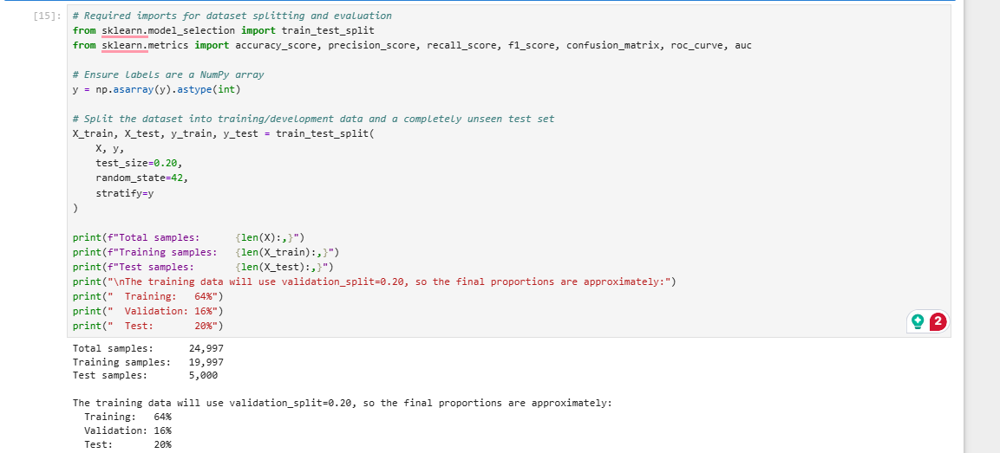 [15]: # Required imports for dataset splitting and evaluation
from sklearn.model_selection import train_test_split
from sklearn.metrics import accuracy_score, precision_score, recall_score, f1_score, confusion_matrix, roc_curve, auc

# Ensure labels are a NumPy array
y = np.asarray(y).astype(int)

# Split the dataset into training/development data and a completely unseen test set
X_train, X_test, y_train, y_test = train_test_split(
    X, y,
    test_size=0.20,
    random_state=42,
    stratify=y
)

print(f"Total samples:      {len(X):,}")
print(f"Training samples:   {len(X_train):,}")
print(f"Test samples:       {len(X_test):,}")
print("\nThe training data will use validation_split=0.20, so the final proportions are approximately:")
print("  Training:   64%")
print("  Validation: 16%")
print("  Test:       20%")
2
Total samples:      24,997
Training samples:   19,997
Test samples:       5,000

The training data will use validation_split=0.20, so the final proportions are approximately:
  Training:   64%
  Validation: 16%
  Test:       20%